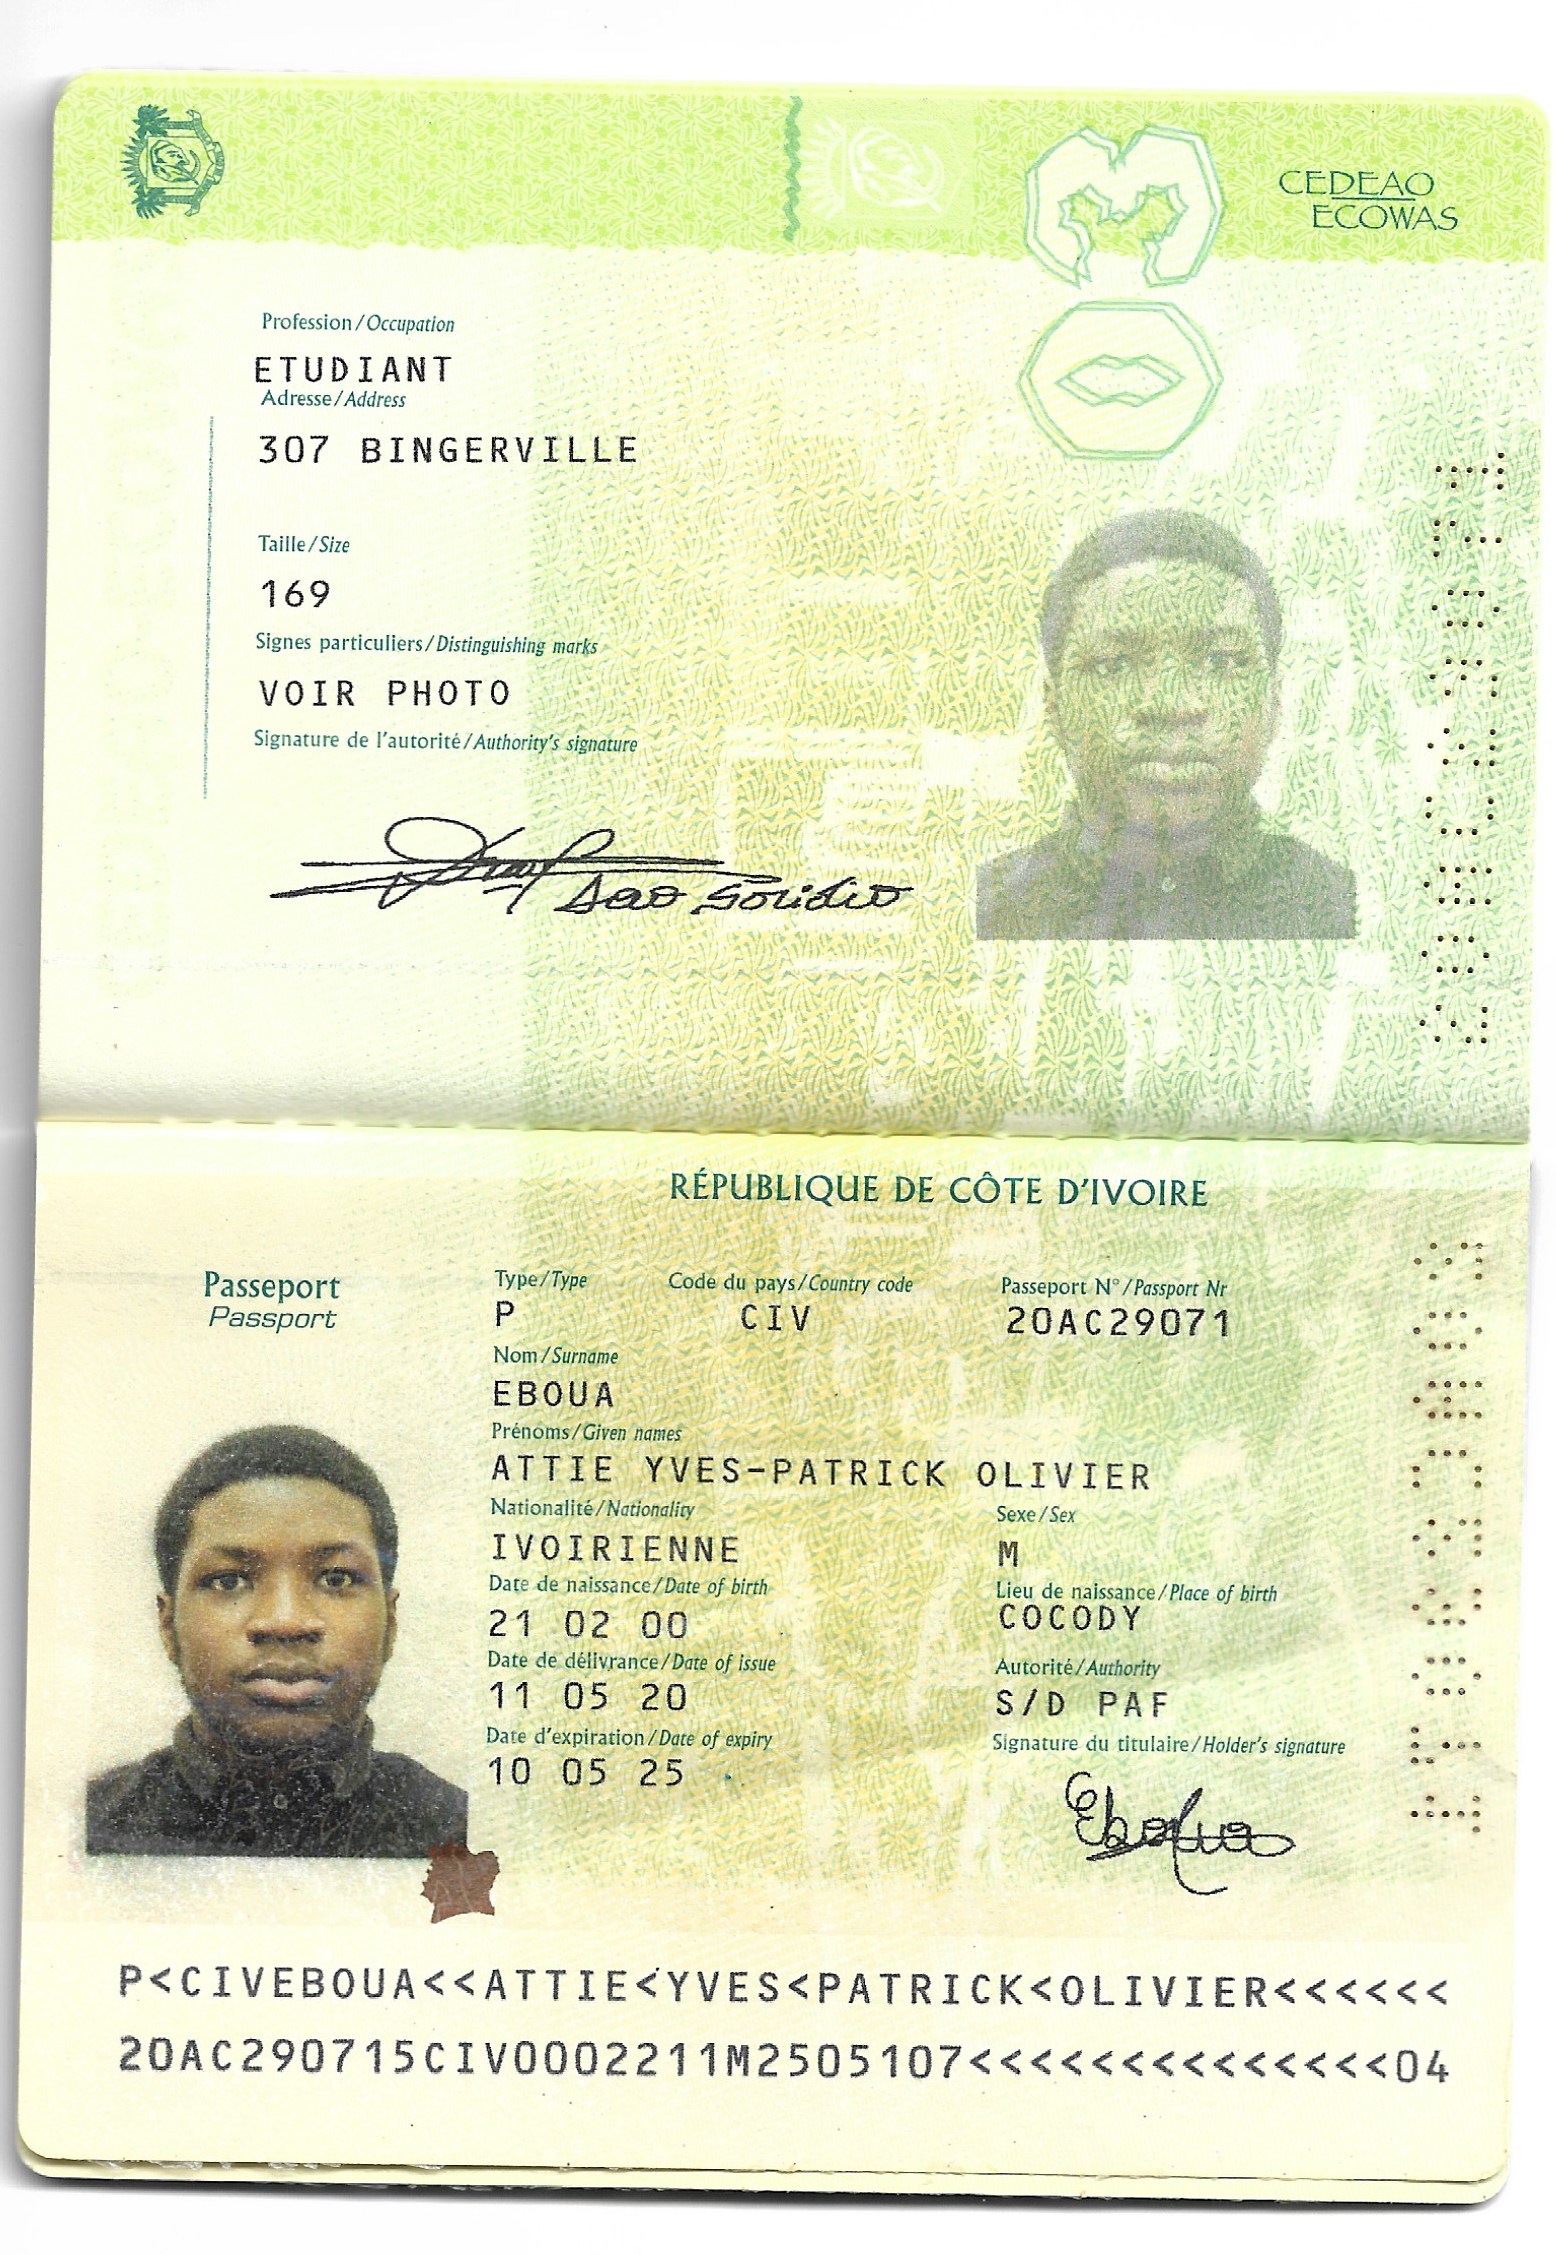 CEDEAO
ECOWAS
Profession/Occupation
ETUDIANT
Adresse/Address
307 BINGERVILLE
Taille/Size
169
Signes particuliers/Distinguishing marks
VOIR PHOTO
Signature de l'autorité/Authority's signature
RÉPUBLIQUE DE CÔTE D'IVOIRE
Passeport
Passport
Type/Type Code du pays/Country code Passeport N°/Passport Nr
P CIV 20AC29071
Nom/Surname
EBOUA
Prénoms/Given names
ATTIE YVES-PATRICK OLIVIER
Nationalité/Nationality Sexe/Sex
IVOIRIENNE M
Date de naissance/Date of birth Lieu de naissance/Place of birth
21 02 00 COCODY
Date de délivrance/Date of issue Autorité/Authority
11 05 20 S/D PAF
Date d'expiration/Date of expiry Signature du titulaire/Holder's signature
10 05 25
Eboua
P<CIVEBOUA<<ATTIE<YVES<PATRICK<OLIVIER<<<<<<
20AC290715CIV0002211M2505107<<<<<<<<<<<<<<04